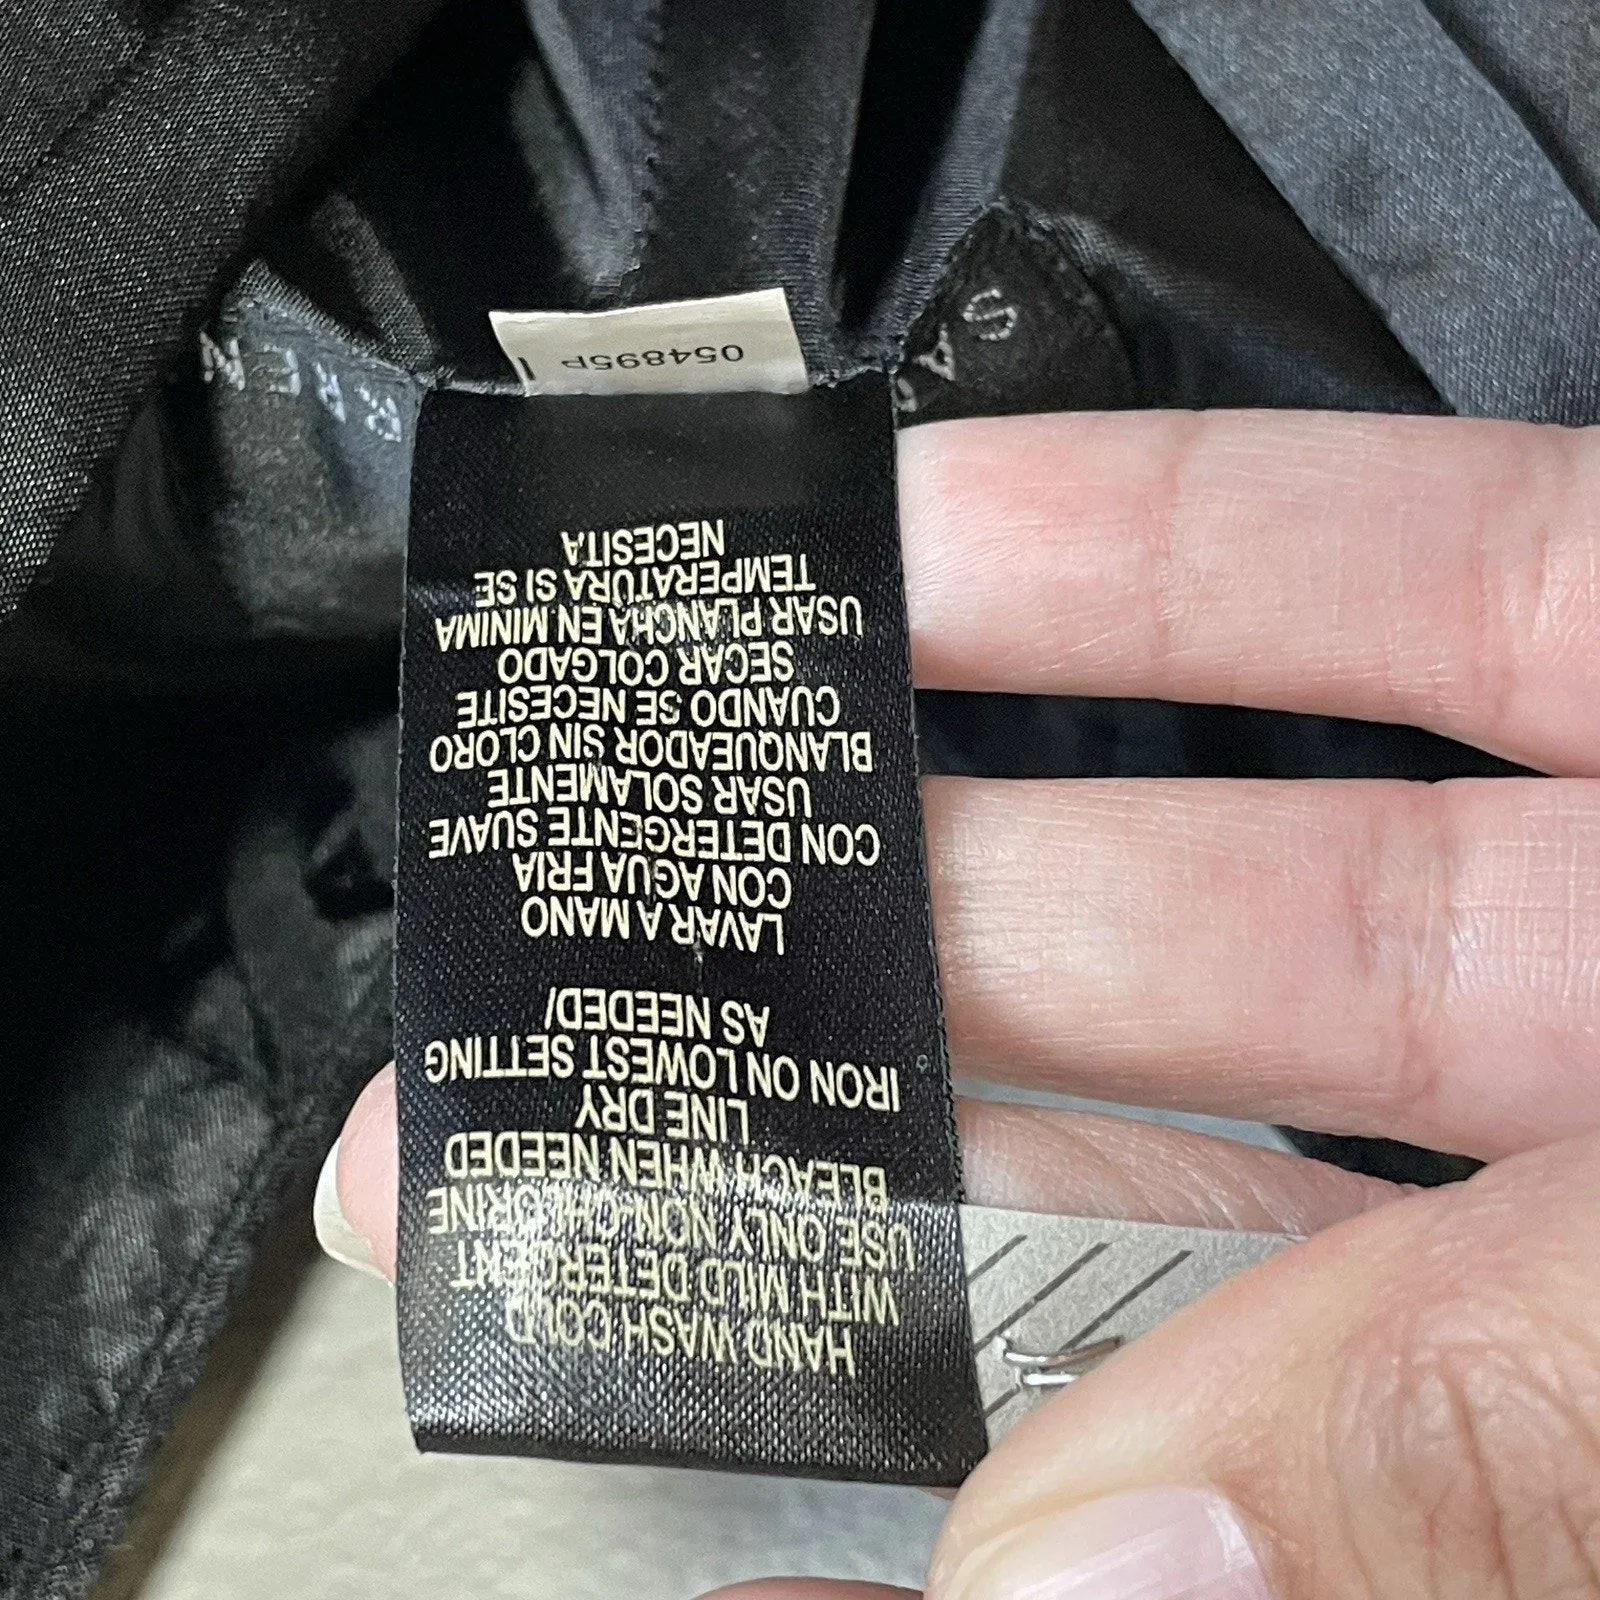 HAND WASH COLD
WITH MILD DETERGENT
USE ONLY NON-CHLORINE
BLEACH WHEN NEEDED
LINE DRY
IRON ON LOWEST SETTING
AS NEEDED/
LAVAR A MANO
CON AGUA FRIA
CON DETERGENTE SUAVE
USAR SOLAMENTE
BLANQUEADOR SIN CLORO
CUANDO SE NECESITE
SECAR COLGADO
USAR PLANCHA EN MINIMA
TEMPERATURA SI SE
NECESITA
054895P